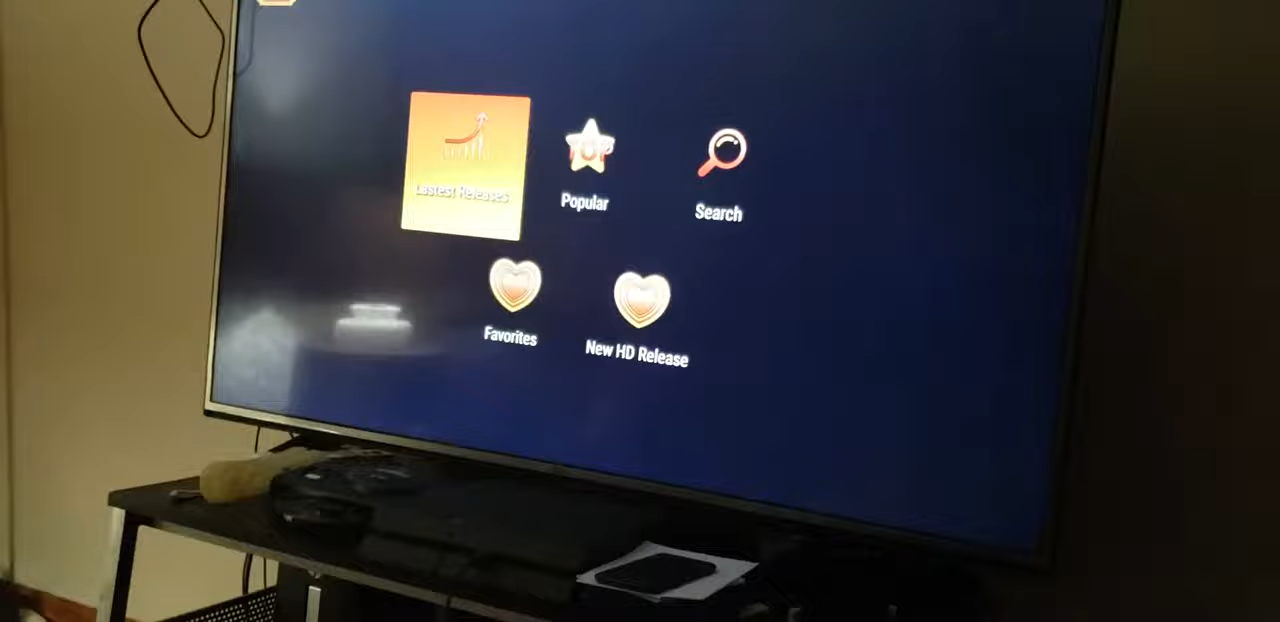 Lastest Releases
TOP
Popular
Search
Favorites
New HD Release